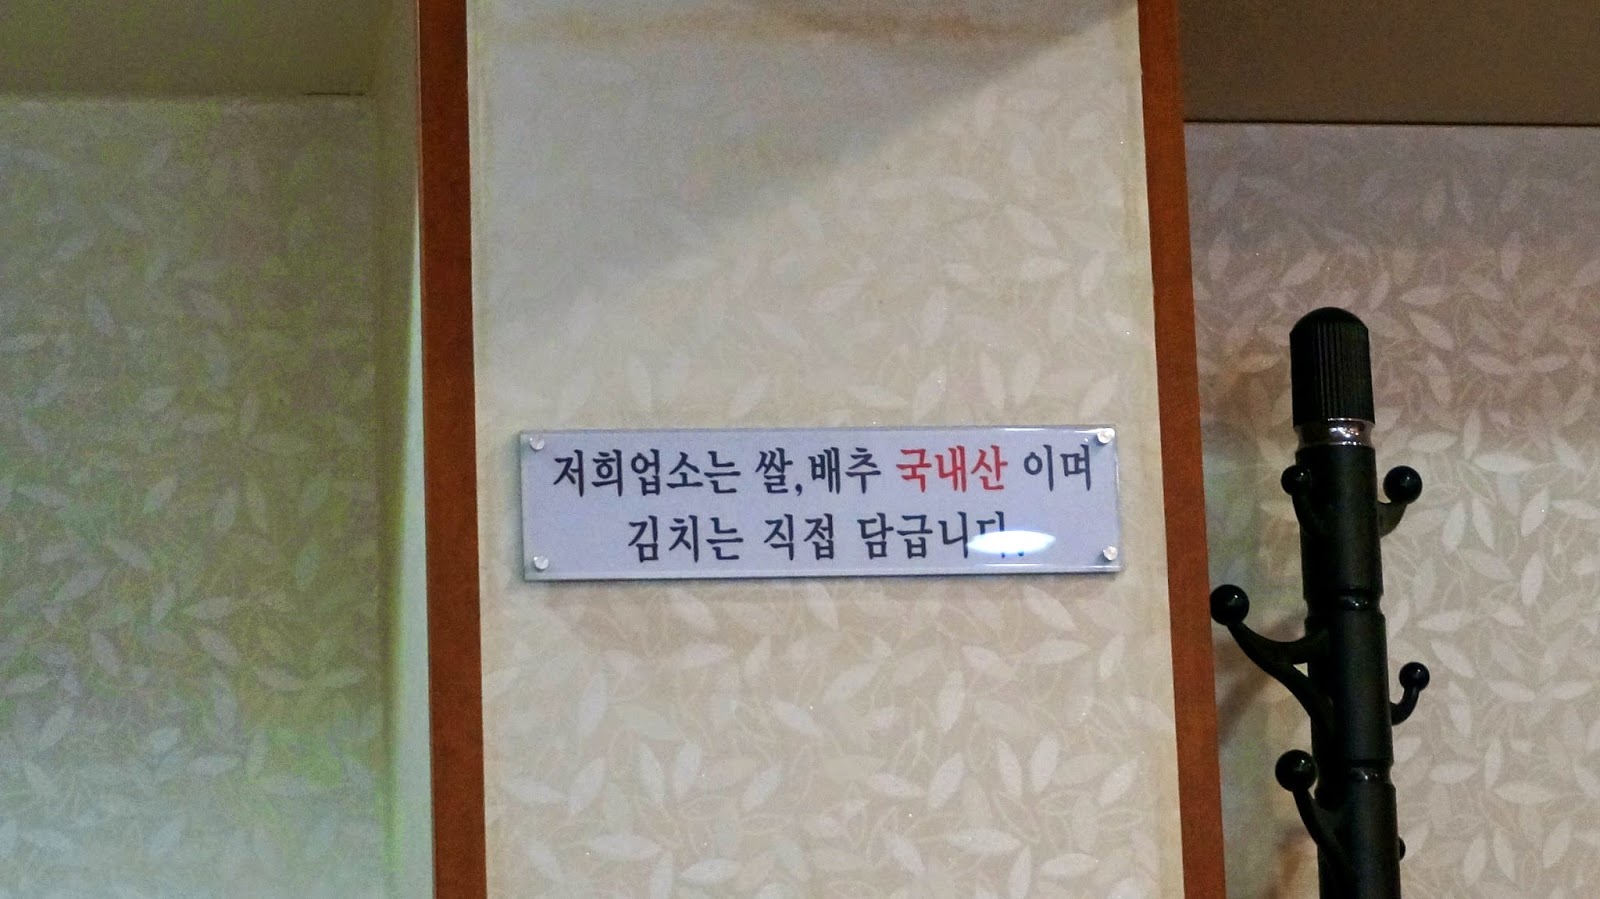 저희업소는 쌀,배추 국내산 이며
김치는 직접 담급니다.